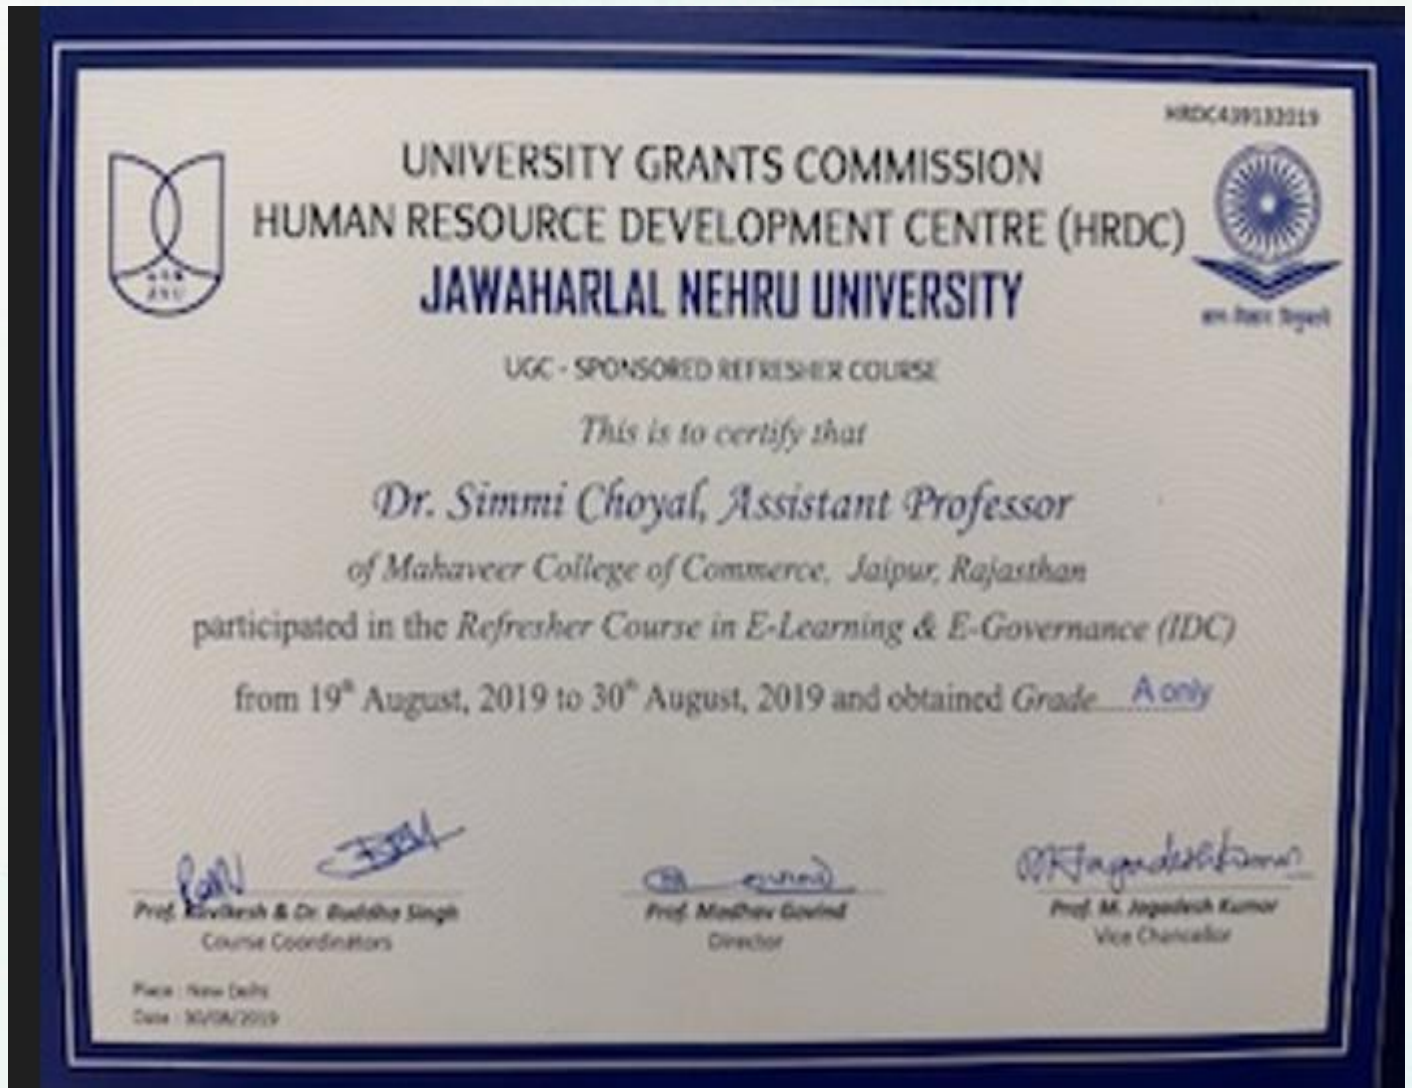 HRDC439132019
UNIVERSITY GRANTS COMMISSION
HUMAN RESOURCE DEVELOPMENT CENTRE (HRDC)
JAWAHARLAL NEHRU UNIVERSITY
UGC - SPONSORED REFRESHER COURSE
This is to certify that
Dr. Simmi Choyal, Assistant Professor
of Mahaveer College of Commerce, Jaipur, Rajasthan
participated in the Refresher Course in E-Learning & E-Governance (IDC)
from 19th August, 2019 to 30th August, 2019 and obtained Grade A only
Prof. Ravikesh & Dr. Buddha Singh
Course Coordinators
Prof. Madhav Govind
Director
Prof. M. Jagadesh Kumar
Vice Chancellor
Place : New Delhi
Date : 30/08/2019